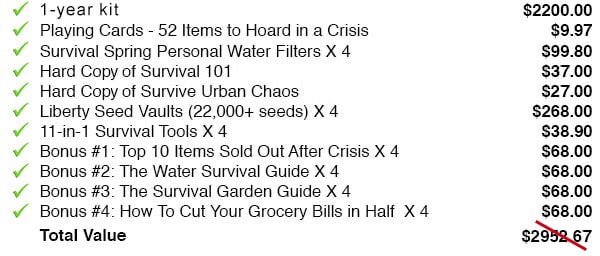 1-year kit $2200.00
Playing Cards - 52 Items to Hoard in a Crisis $9.97
Survival Spring Personal Water Filters X 4 $99.80
Hard Copy of Survival 101 $37.00
Hard Copy of Survive Urban Chaos $27.00
Liberty Seed Vaults (22,000+ seeds) X 4 $268.00
11-in-1 Survival Tools X 4 $38.90
Bonus #1: Top 10 Items Sold Out After Crisis X 4 $68.00
Bonus #2: The Water Survival Guide X 4 $68.00
Bonus #3: The Survival Garden Guide X 4 $68.00
Bonus #4: How To Cut Your Grocery Bills in Half X 4 $68.00
Total Value $2952.67